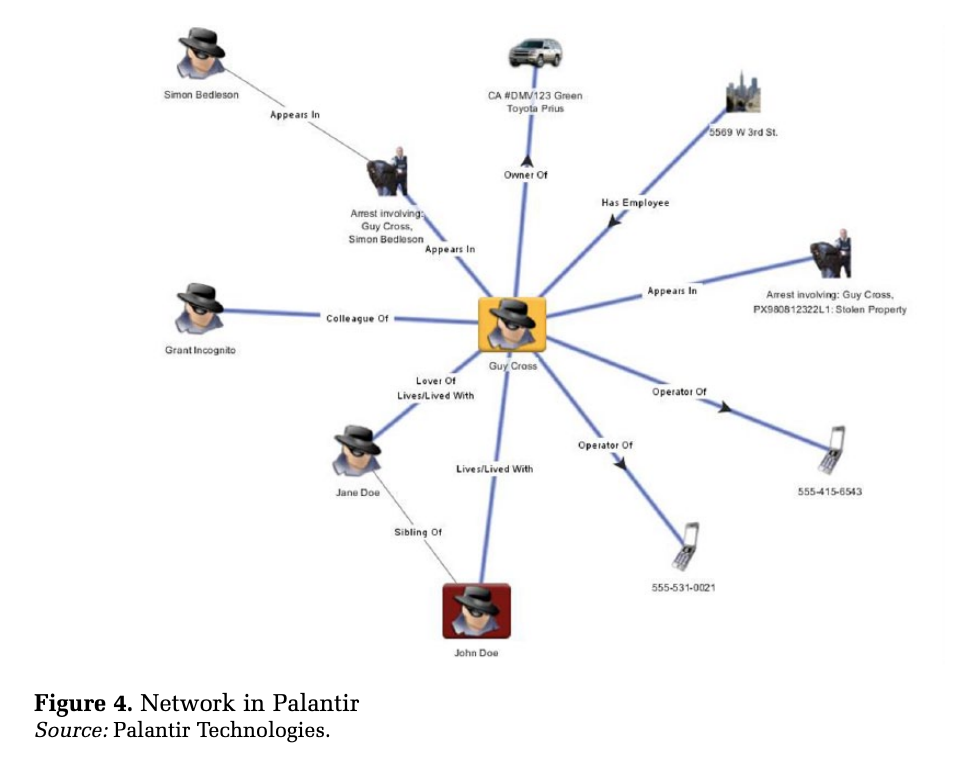 Simon Bedleson
Appears In
CA #DMV123 Green
Toyota Prius
5569 W 3rd St.
Owner Of
Has Employee
Arrest involving:
Guy Cross,
Simon Bedleson
Appears In
Appears In
Arrest involving: Guy Cross,
PX980812322L1: Stolen Property
Colleague Of
Grant Incognito
Guy Cross
Lover Of
Lives/Lived With
Operator Of
Operator Of
Lives/Lived With
Jane Doe
555-415-6543
Sibling Of
555-531-0021
John Doe
Figure 4. Network in Palantir
Source: Palantir Technologies.